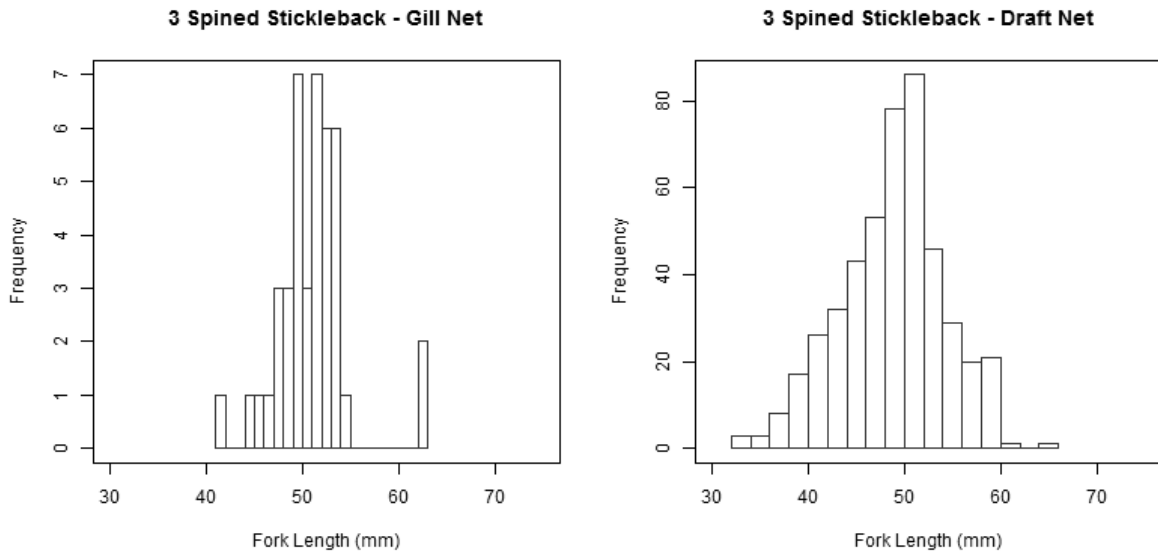 3 Spined Stickleback - Gill Net
Frequency
7
6
5
4
3
2
1
0
30 40 50 60 70
Fork Length (mm)
3 Spined Stickleback - Draft Net
Frequency
80
60
40
20
0
30 40 50 60 70
Fork Length (mm)